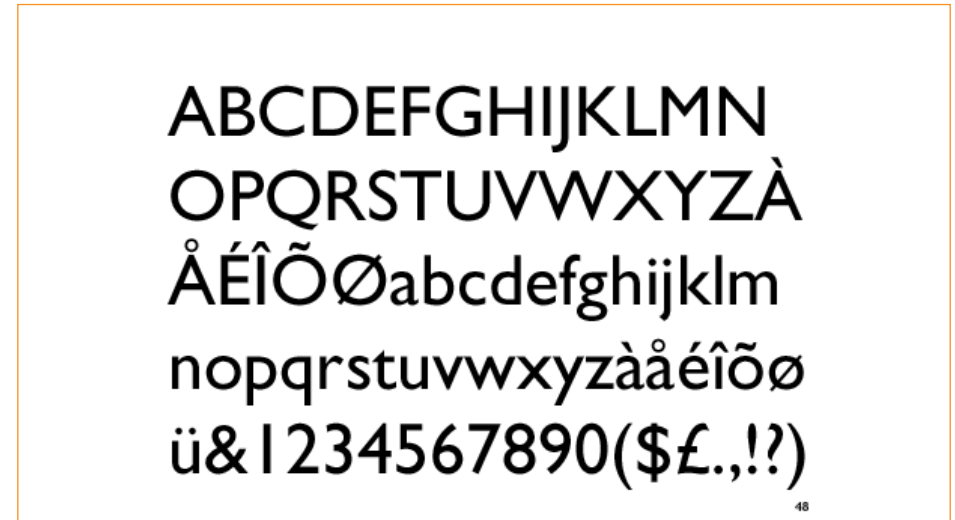 ABCDEFGHIJKLMN
OPQRSTUVWXYZÀ
ÅÉÎÕØabcdefghijklm
nopqrstuvwxyzàåéîõø
ü&1234567890($£.,!?)
48